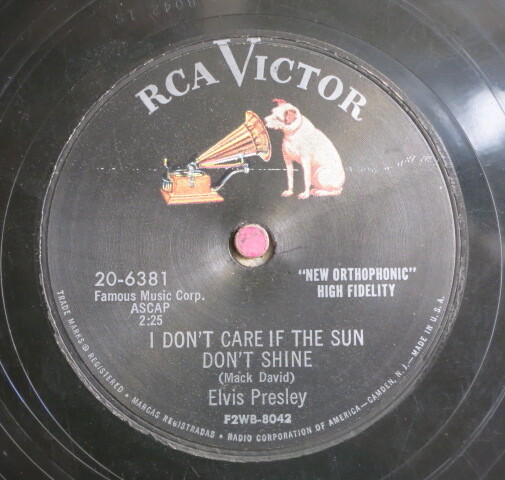 RCA VICTOR
20-6381
Famous Music Corp.
ASCAP
2:25
"NEW ORTHOPHONIC"
HIGH FIDELITY
I DON'T CARE IF THE SUN
DON'T SHINE
(Mack David)
Elvis Presley
F2WB-8042
TRADE MARKS ® REGISTERED • MARCAS REGISTRADAS • RADIO CORPORATION OF AMERICA—CAMDEN, N.J.—MADE IN U.S.A.